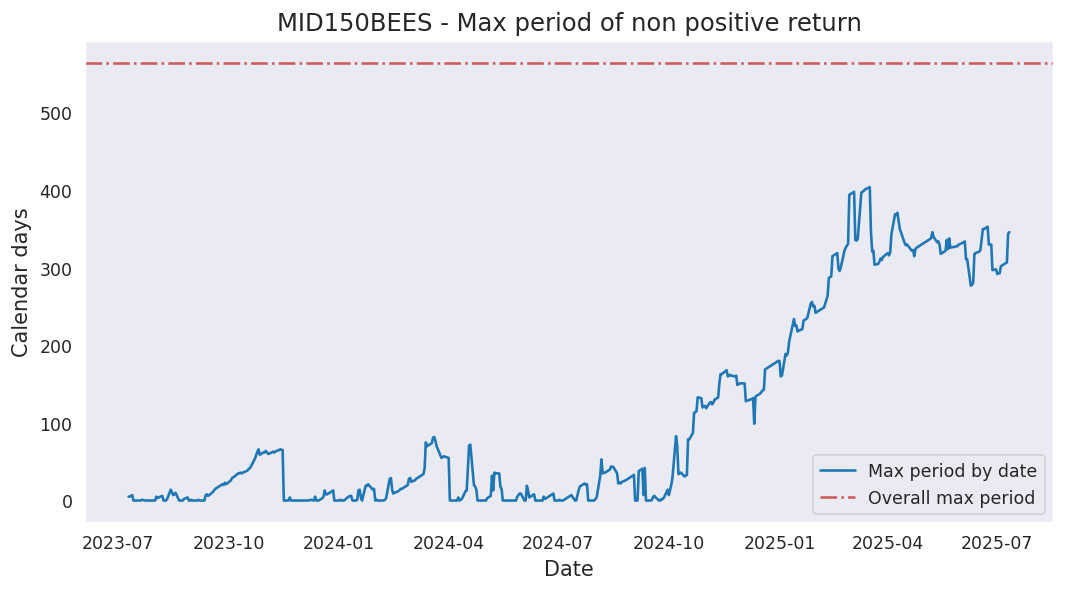 MID150BEES - Max period of non positive return
Calendar days
500
400
300
200
100
0
Max period by date
Overall max period
2023-07 2023-10 2024-01 2024-04 2024-07 2024-10 2025-01 2025-04 2025-07
Date